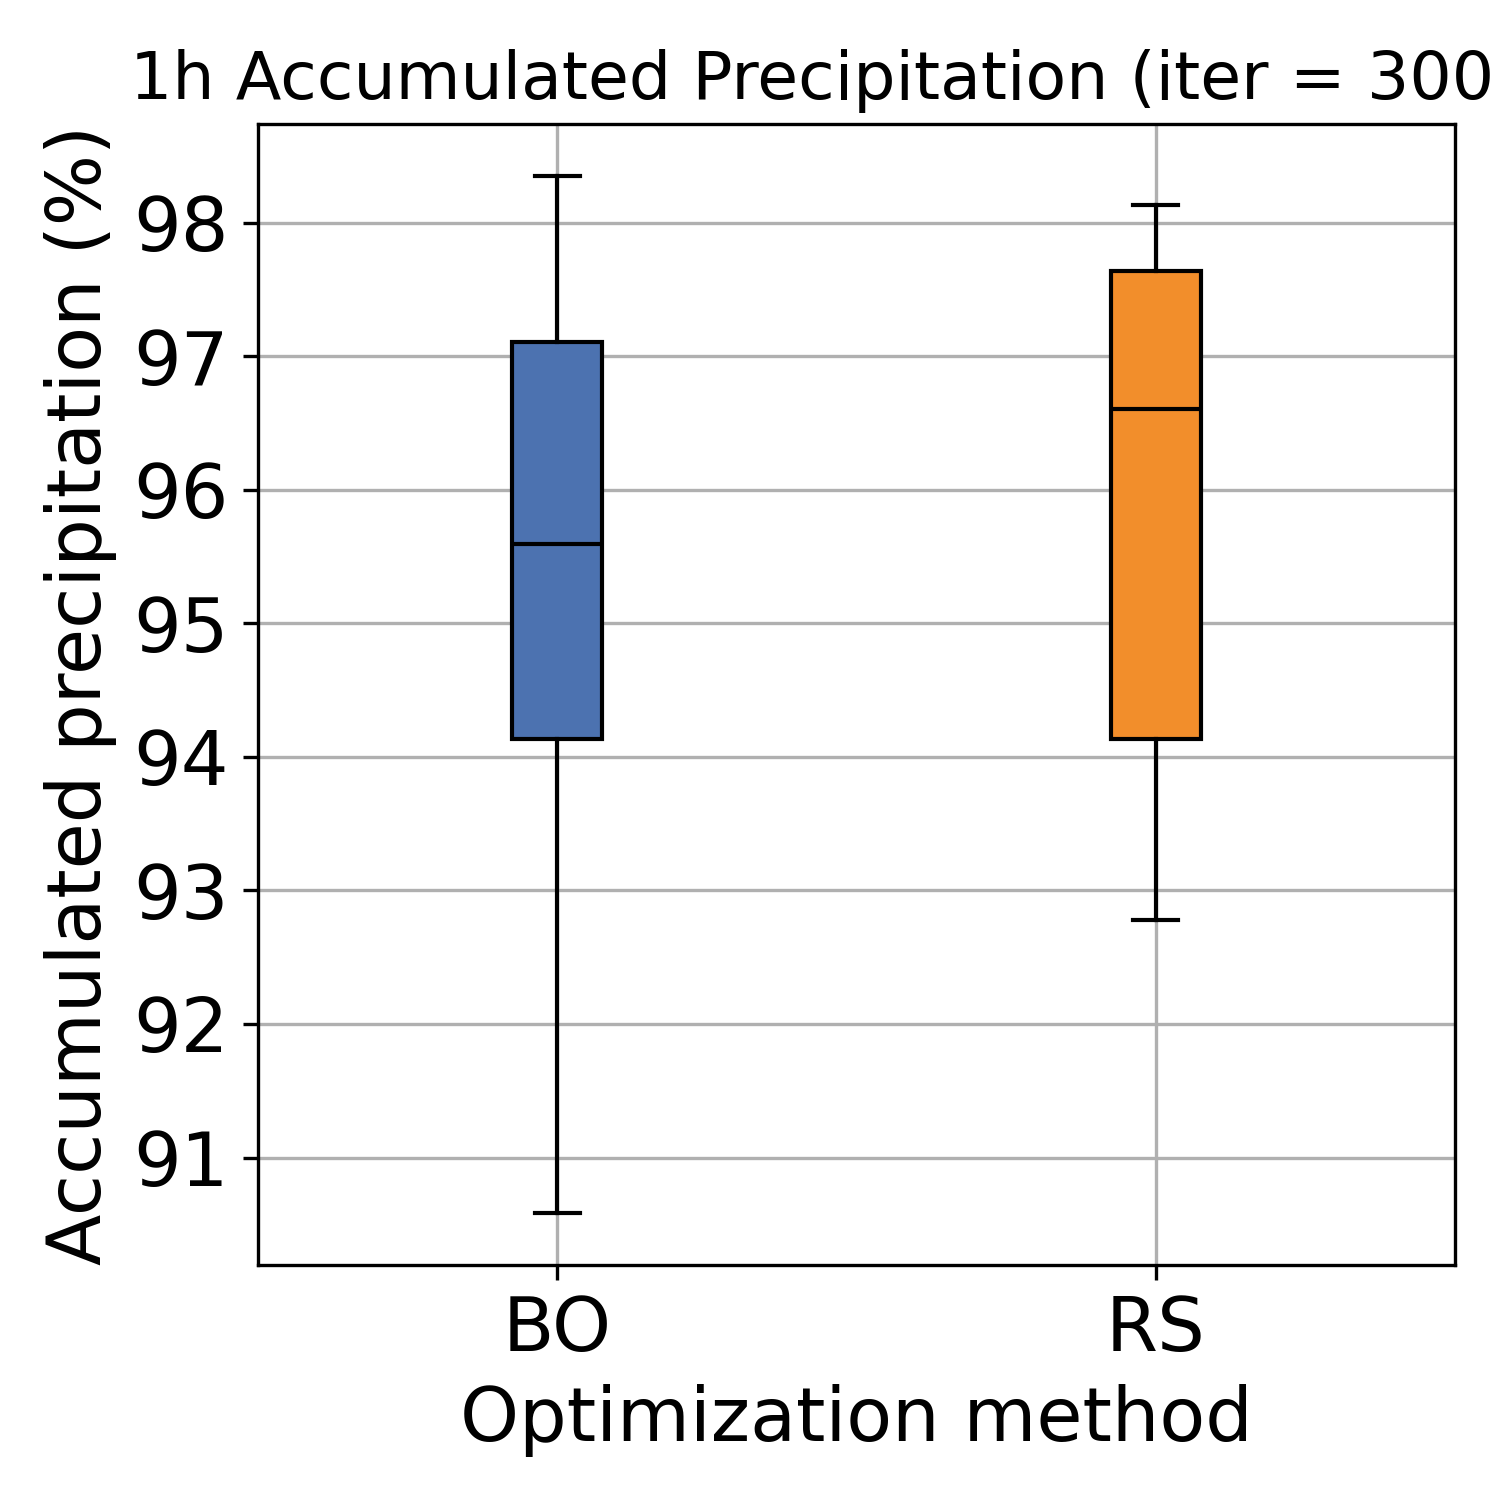 1h Accumulated Precipitation (iter = 300
Accumulated precipitation (%)
98
97
96
95
94
93
92
91
BO
RS
Optimization method